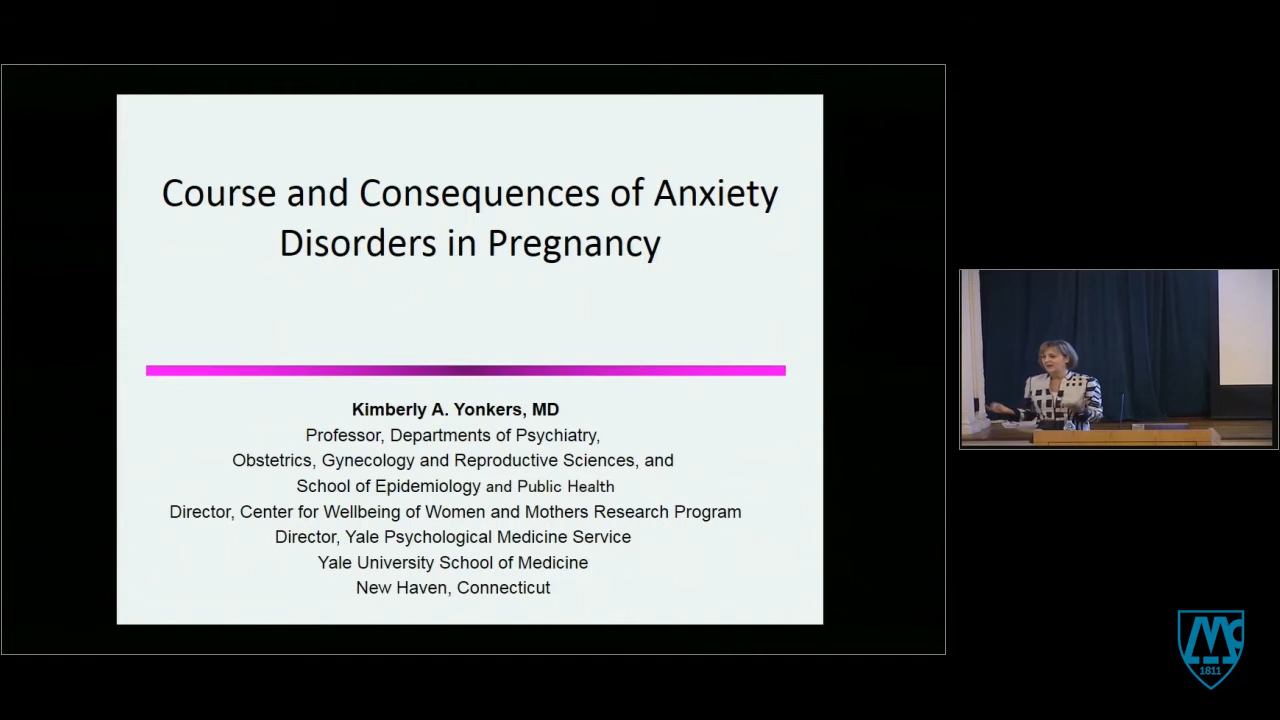 Course and Consequences of Anxiety
Disorders in Pregnancy
Kimberly A. Yonkers, MD
Professor, Departments of Psychiatry,
Obstetrics, Gynecology and Reproductive Sciences, and
School of Epidemiology and Public Health
Director, Center for Wellbeing of Women and Mothers Research Program
Director, Yale Psychological Medicine Service
Yale University School of Medicine
New Haven, Connecticut
Mc
1811